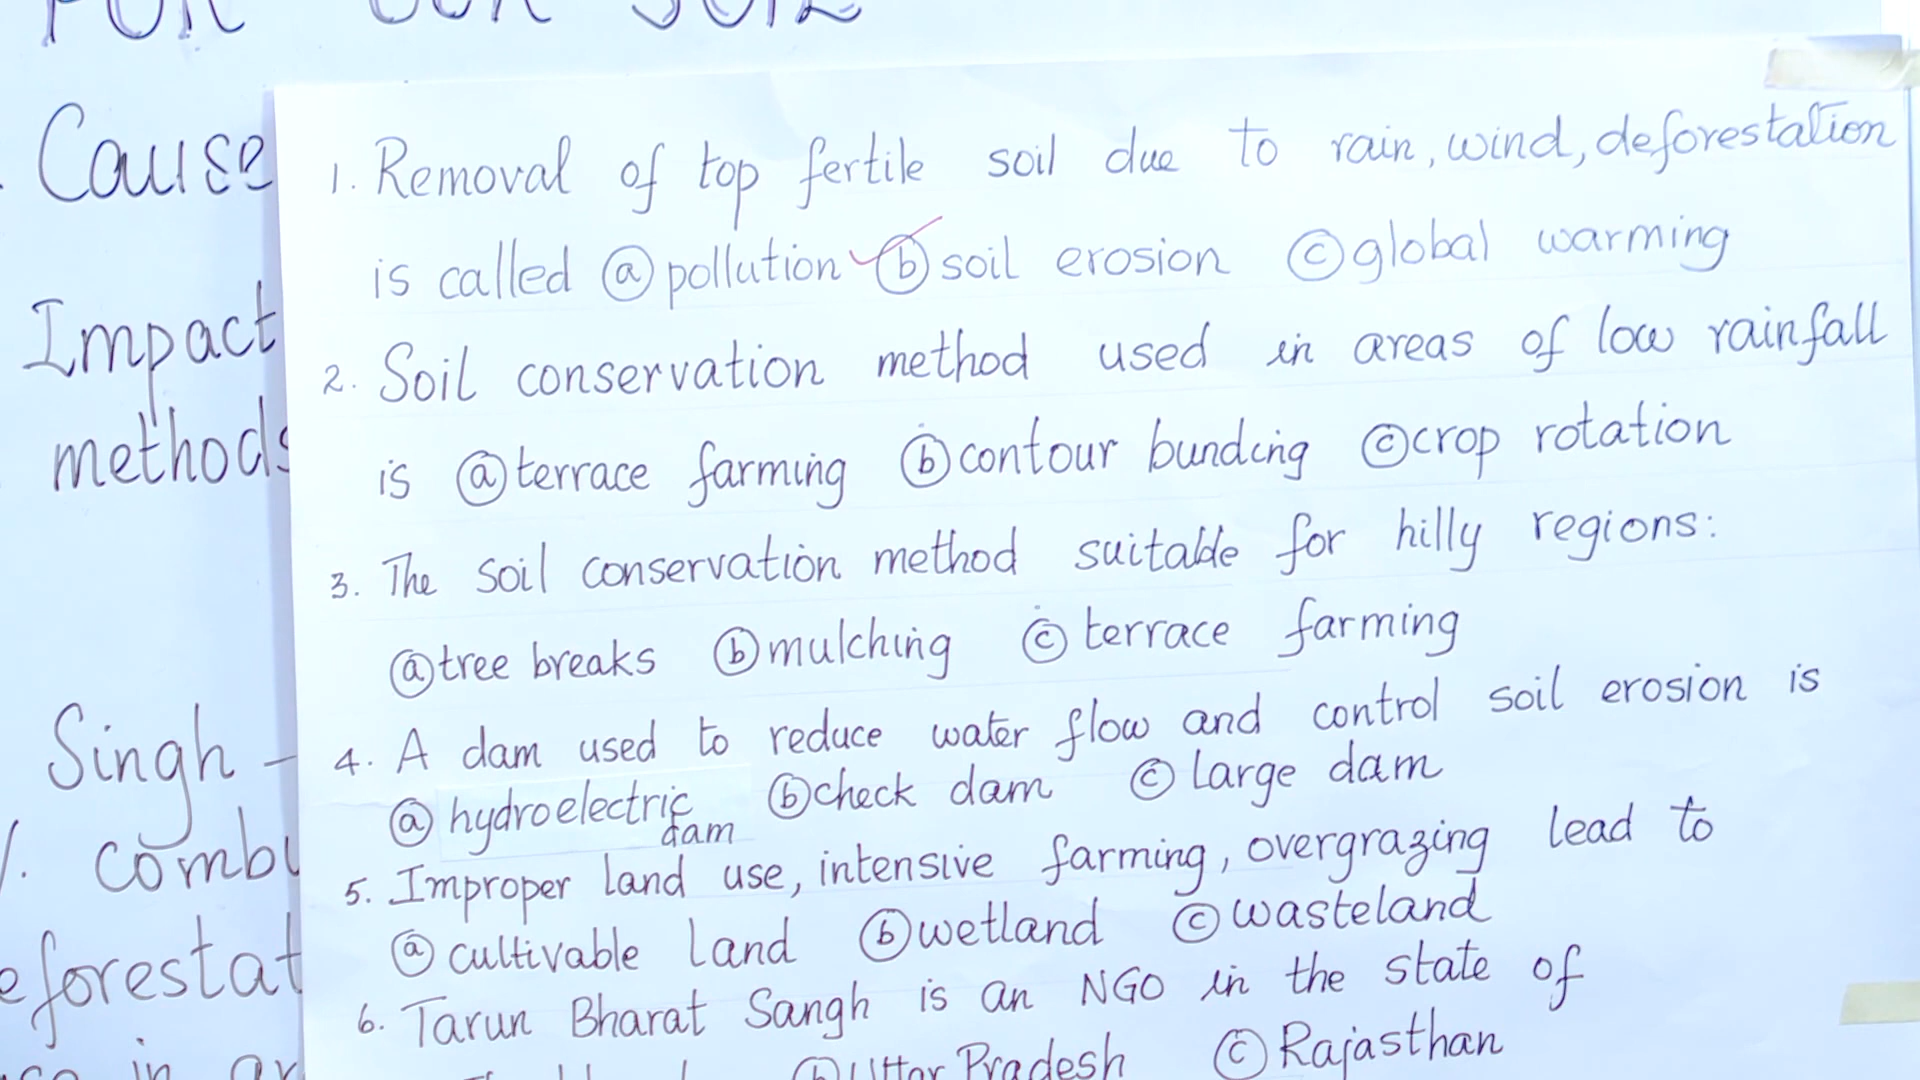 FOR OUR SOIL
Cause
Impact
methods
Singh -
combu
eforestat
in
1. Removal of top fertile soil due to rain, wind, deforestation
is called ⓐ pollution ⓑ soil erosion ⓒ global warming
2. Soil conservation method used in areas of low rainfall
is ⓐ terrace farming ⓑ contour bunding ⓒ crop rotation
3. The soil conservation method suitable for hilly regions:
ⓐ tree breaks ⓑ mulching ⓒ terrace farming
4. A dam used to reduce water flow and control soil erosion is
ⓐ hydroelectric dam ⓑ check dam ⓒ large dam
5. Improper land use, intensive farming, overgrazing lead to
ⓐ cultivable land ⓑ wetland ⓒ wasteland
6. Tarun Bharat Sangh is an NGO in the state of
ⓑ Uttar Pradesh ⓒ Rajasthan